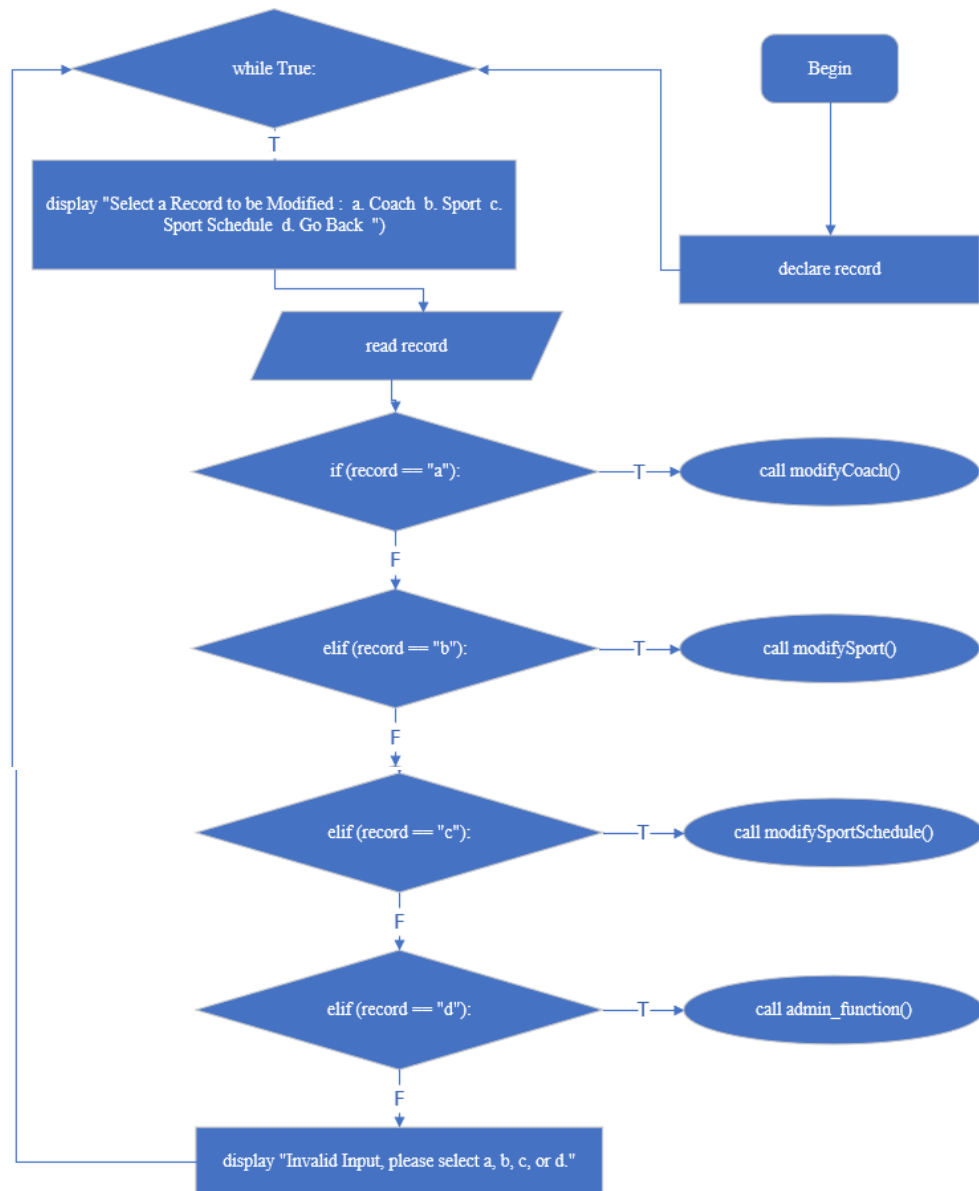 Begin
declare record
while True:
T
display "Select a Record to be Modified :  a. Coach  b. Sport  c.
Sport Schedule  d. Go Back  ")
read record
if (record == "a"):
T
call modifyCoach()
F
elif (record == "b"):
T
call modifySport()
F
elif (record == "c"):
T
call modifySportSchedule()
F
elif (record == "d"):
T
call admin_function()
F
display "Invalid Input, please select a, b, c, or d."